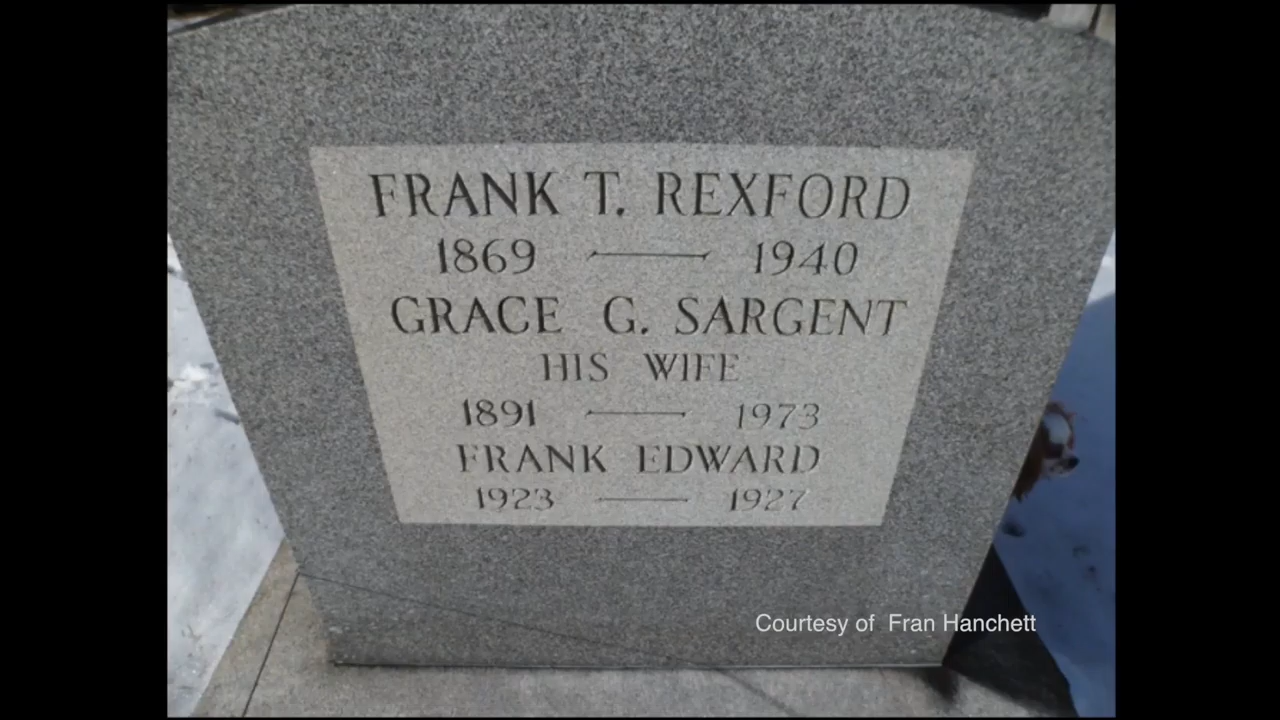 FRANK T. REXFORD
1869 — 1940
GRACE G. SARGENT
HIS WIFE
1891 — 1973
FRANK EDWARD
1923 — 1927
Courtesy of Fran Hanchett